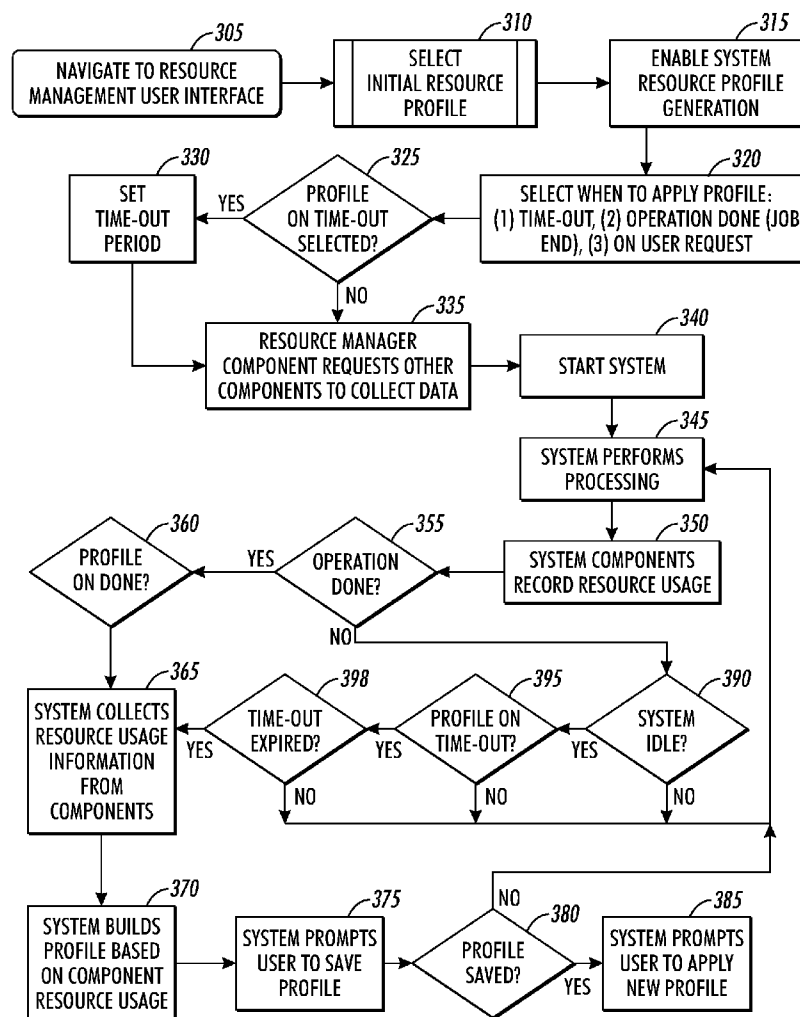 305
NAVIGATE TO RESOURCE
MANAGEMENT USER INTERFACE
310
SELECT
INITIAL RESOURCE
PROFILE
315
ENABLE SYSTEM
RESOURCE PROFILE
GENERATION
320
SELECT WHEN TO APPLY PROFILE:
(1) TIME-OUT, (2) OPERATION DONE (JOB
END), (3) ON USER REQUEST
325
PROFILE
ON TIME-OUT
SELECTED?
YES
NO
330
SET
TIME-OUT
PERIOD
335
RESOURCE MANAGER
COMPONENT REQUESTS OTHER
COMPONENTS TO COLLECT DATA
340
START SYSTEM
345
SYSTEM PERFORMS
PROCESSING
350
SYSTEM COMPONENTS
RECORD RESOURCE USAGE
355
OPERATION
DONE?
YES
NO
360
PROFILE
ON DONE?
365
SYSTEM COLLECTS
RESOURCE USAGE
INFORMATION
FROM
COMPONENTS
398
TIME-OUT
EXPIRED?
YES
NO
395
PROFILE ON
TIME-OUT?
YES
NO
390
SYSTEM
IDLE?
YES
NO
370
SYSTEM BUILDS
PROFILE BASED
ON COMPONENT
RESOURCE USAGE
375
SYSTEM PROMPTS
USER TO SAVE
PROFILE
380
PROFILE
SAVED?
NO
YES
385
SYSTEM PROMPTS
USER TO APPLY
NEW PROFILE